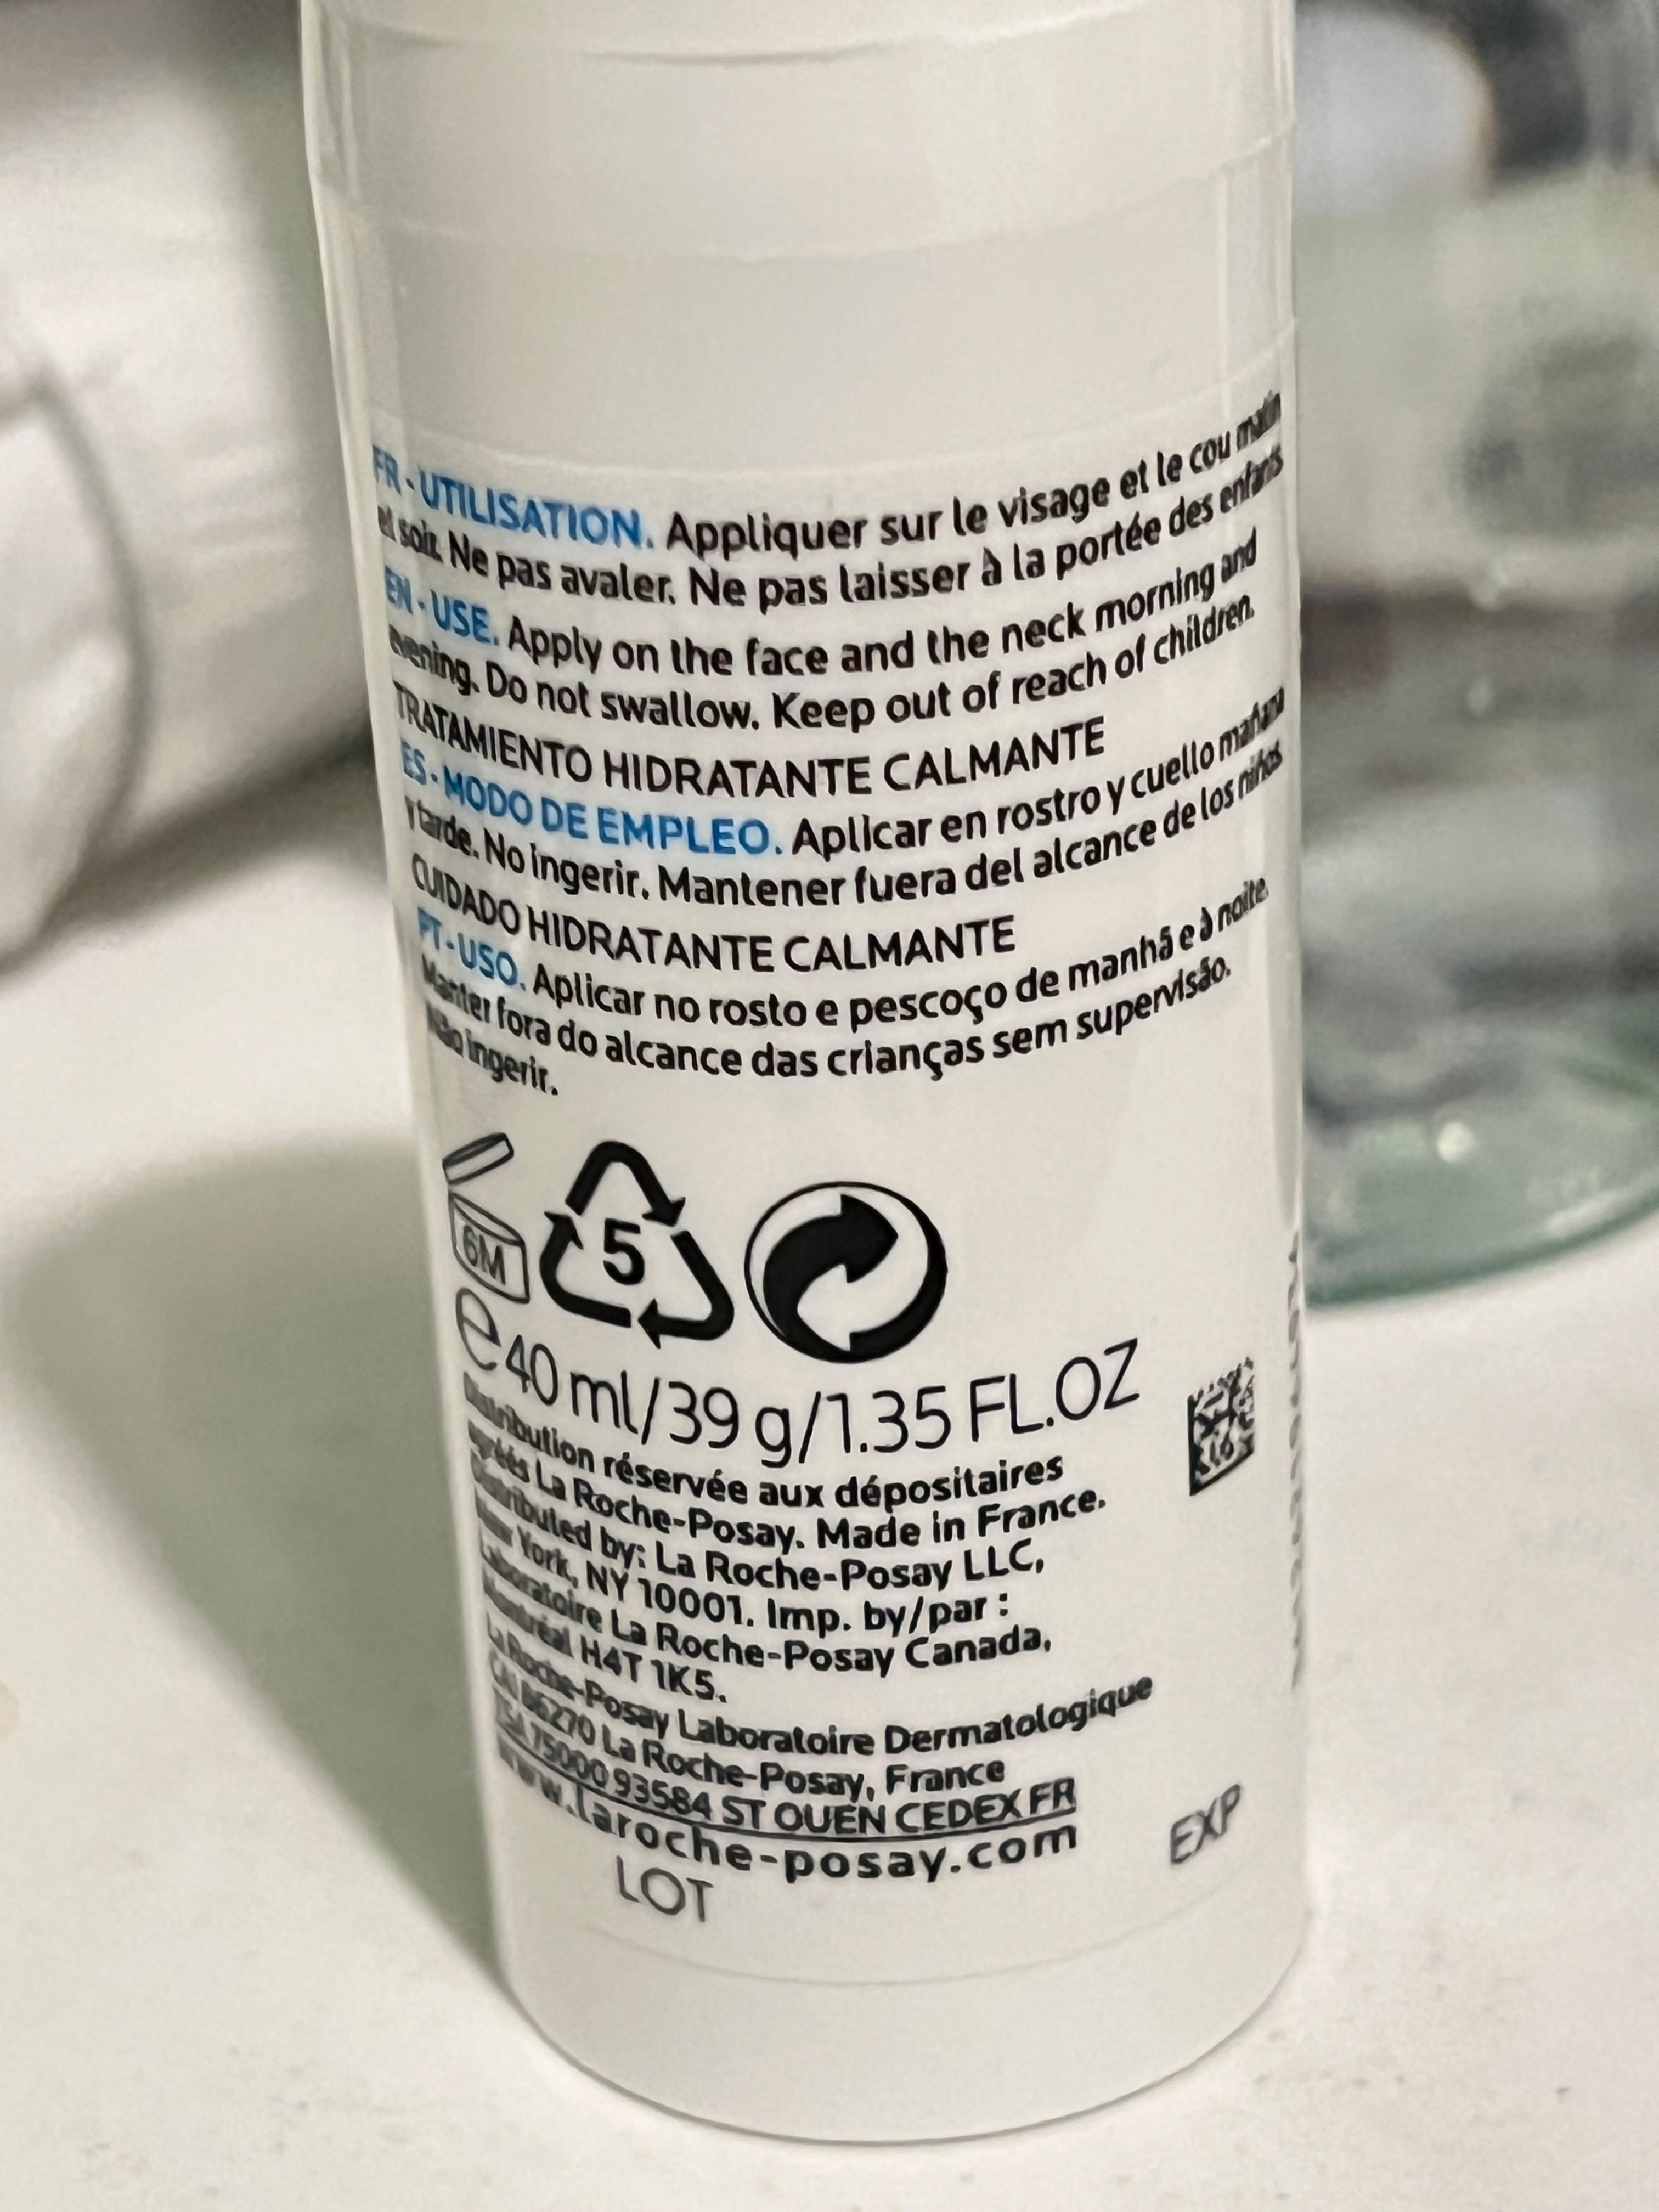 FR - UTILISATION. Appliquer sur le visage et le cou matin
et soir. Ne pas avaler. Ne pas laisser à la portée des enfants
EN - USE. Apply on the face and the neck morning and
evening. Do not swallow. Keep out of reach of children.
TRATAMIENTO HIDRATANTE CALMANTE
ES - MODO DE EMPLEO. Aplicar en rostro y cuello mañana
y tarde. No ingerir. Mantener fuera del alcance de los niños
CUIDADO HIDRATANTE CALMANTE
PT - USO. Aplicar no rosto e pescoço de manhã e à noite.
Manter fora do alcance das crianças sem supervisão.
Não ingerir.
6M
5
e 40 ml/39 g/1.35 FL.OZ
Distribution réservée aux dépositaires
agréés La Roche-Posay. Made in France.
Distributed by: La Roche-Posay LLC,
New York, NY 10001. Imp. by/par :
Laboratoire La Roche-Posay Canada,
Montréal H4T 1K5.
La Roche-Posay Laboratoire Dermatologique
CAI 86270 La Roche-Posay, France
TSA 75000 93584 ST OUEN CEDEX FR
www.laroche-posay.com
LOT
EXP